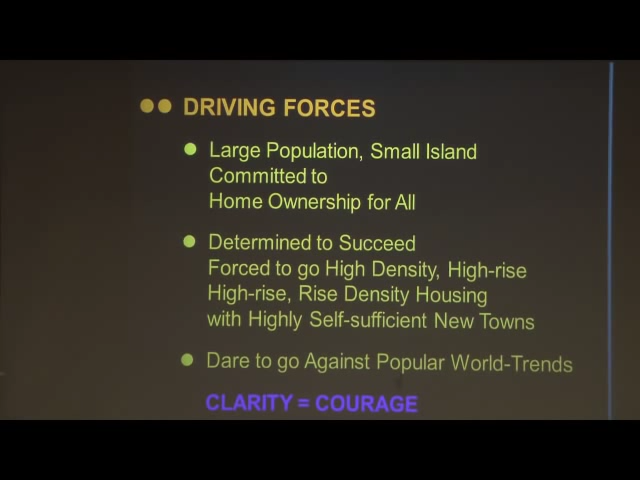 DRIVING FORCES
Large Population, Small Island
Committed to
Home Ownership for All
Determined to Succeed
Forced to go High Density, High-rise
High-rise, Rise Density Housing
with Highly Self-sufficient New Towns
Dare to go Against Popular World-Trends
CLARITY = COURAGE